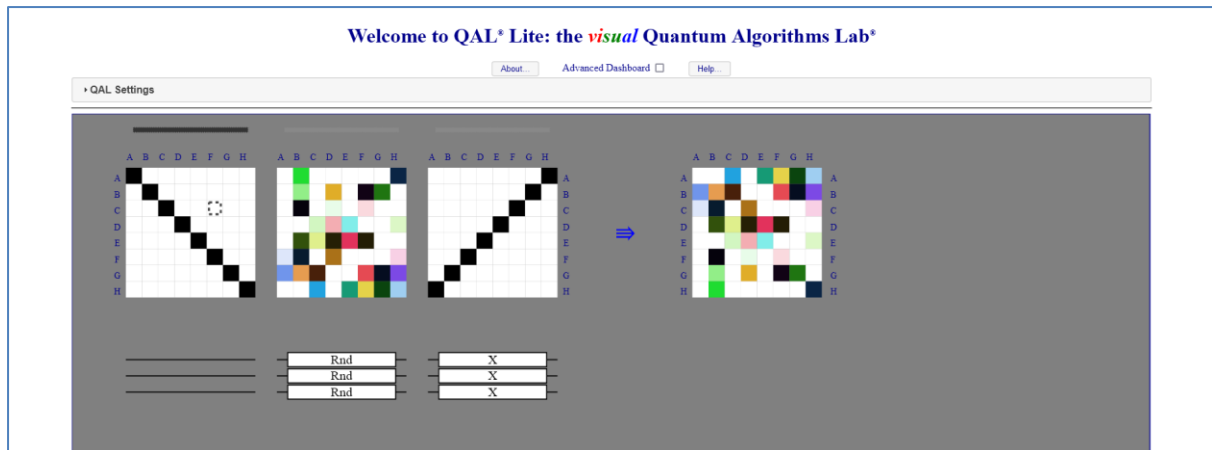 Welcome to QAL® Lite: the visual Quantum Algorithms Lab®
About... Advanced Dashboard Help...
QAL Settings
A B C D E F G H A B C D E F G H A B C D E F G H A B C D E F G H
A A A A
B B B B
C C C C
D D D D
E E E E
F F F F
G G G G
H H H H
Rnd X
Rnd X
Rnd X